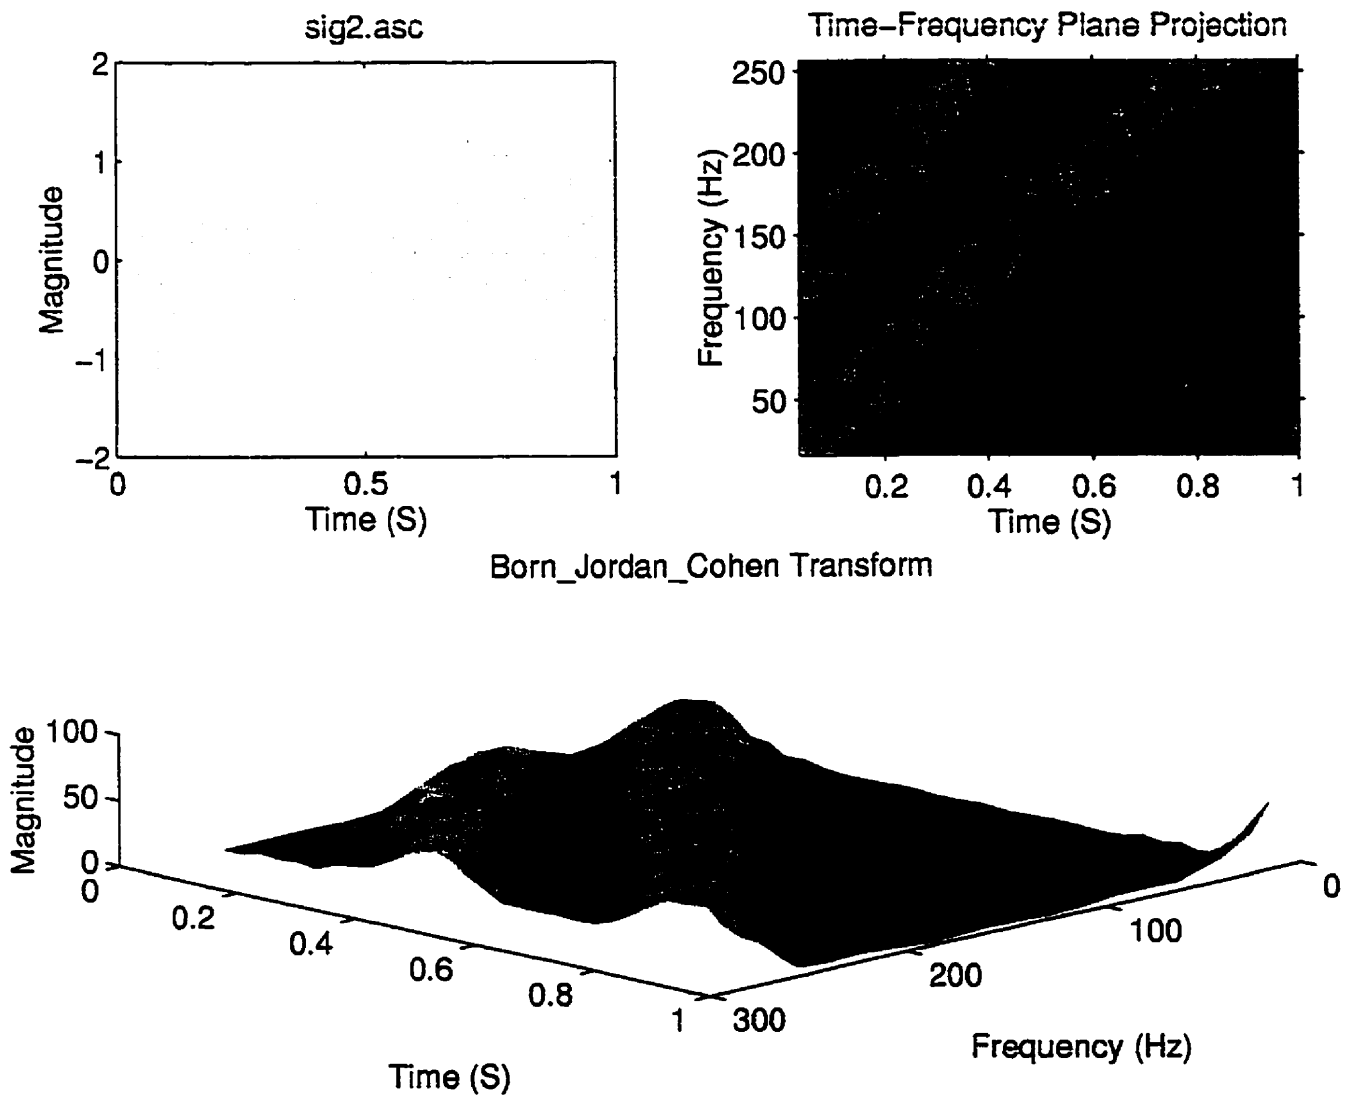 sig2.asc
Magnitude
2
1
0
−1
−2
0 0.5 1
Time (S)
Time−Frequency Plane Projection
Frequency (Hz)
250
200
150
100
50
0.2 0.4 0.6 0.8 1
Time (S)
Born_Jordan_Cohen Transform
Magnitude
100
50
0
0
0.2
0.4
0.6
0.8
1
Time (S)
300
200
100
0
Frequency (Hz)